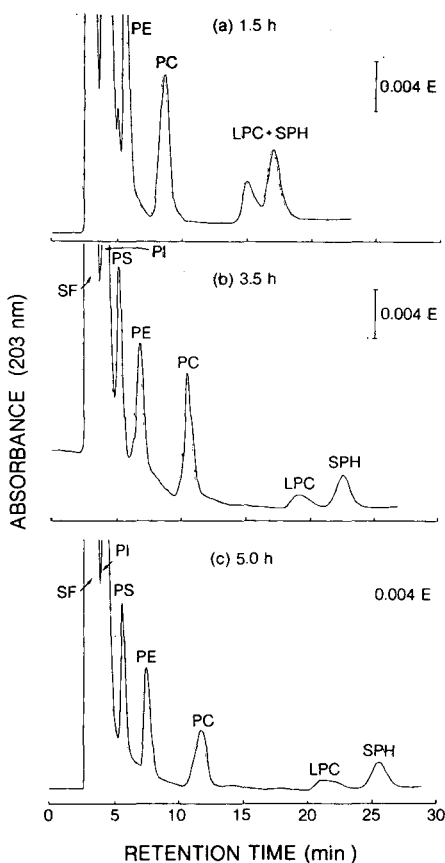 (a) 1.5 h
PE
PC
LPC + SPH
0.004 E
(b) 3.5 h
SF
PS
PI
PE
PC
LPC
SPH
0.004 E
(c) 5.0 h
SF
PI
PS
PE
PC
LPC
SPH
0.004 E
ABSORBANCE (203 nm)
0 5 10 15 20 25 30
RETENTION TIME (min)